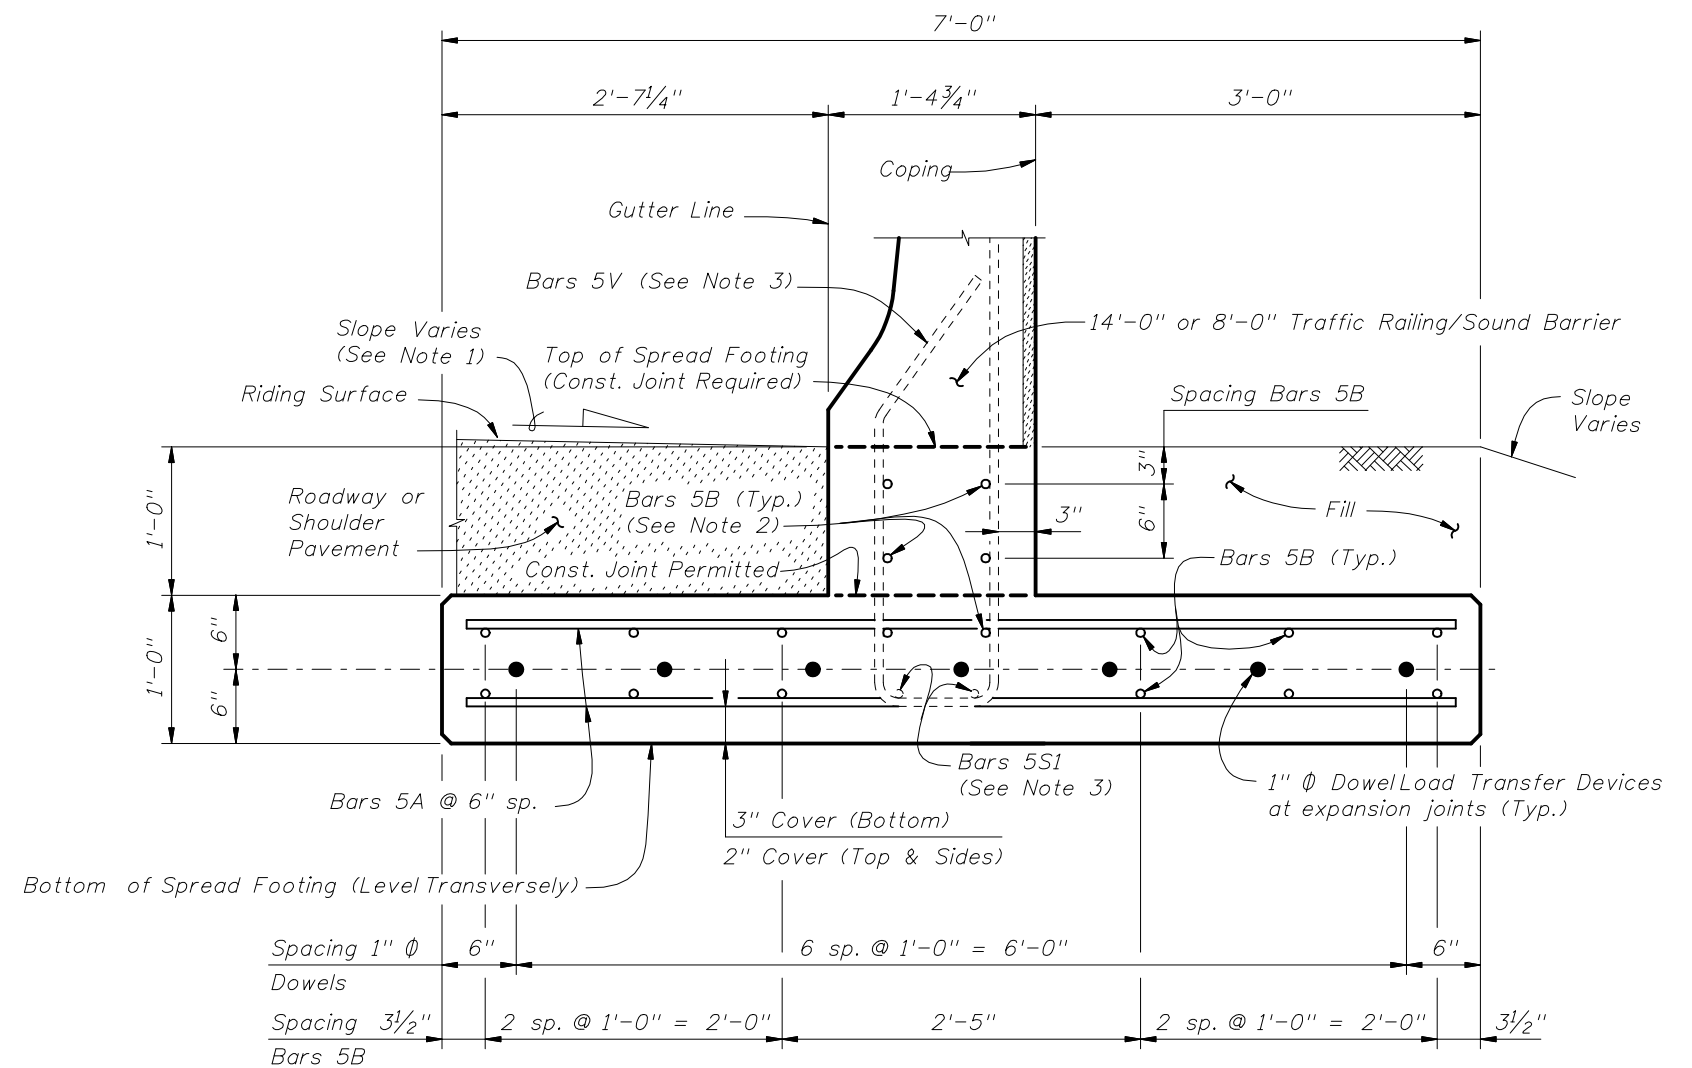 7'-0"
2'-7¼"
1'-4¾"
3'-0"
Coping
Gutter Line
Bars 5V (See Note 3)
14'-0" or 8'-0" Traffic Railing/Sound Barrier
Slope Varies
(See Note 1)
Top of Spread Footing
(Const. Joint Required)
Riding Surface
Spacing Bars 5B
Slope
Varies
3"
Roadway or
Shoulder
Pavement
1'-0"
Bars 5B (Typ.)
(See Note 2)
3"
6"
Fill
Const. Joint Permitted
Bars 5B (Typ.)
1'-0"
6"
6"
Bars 5S1
(See Note 3)
1" ϕ Dowel Load Transfer Devices
at expansion joints (Typ.)
Bars 5A @ 6" sp.
3" Cover (Bottom)
2" Cover (Top & Sides)
Bottom of Spread Footing (Level Transversely)
Spacing 1" ϕ
Dowels
6"
6 sp. @ 1'-0" = 6'-0"
6"
Spacing
Bars 5B
3½"
2 sp. @ 1'-0" = 2'-0"
2'-5"
2 sp. @ 1'-0" = 2'-0"
3½"